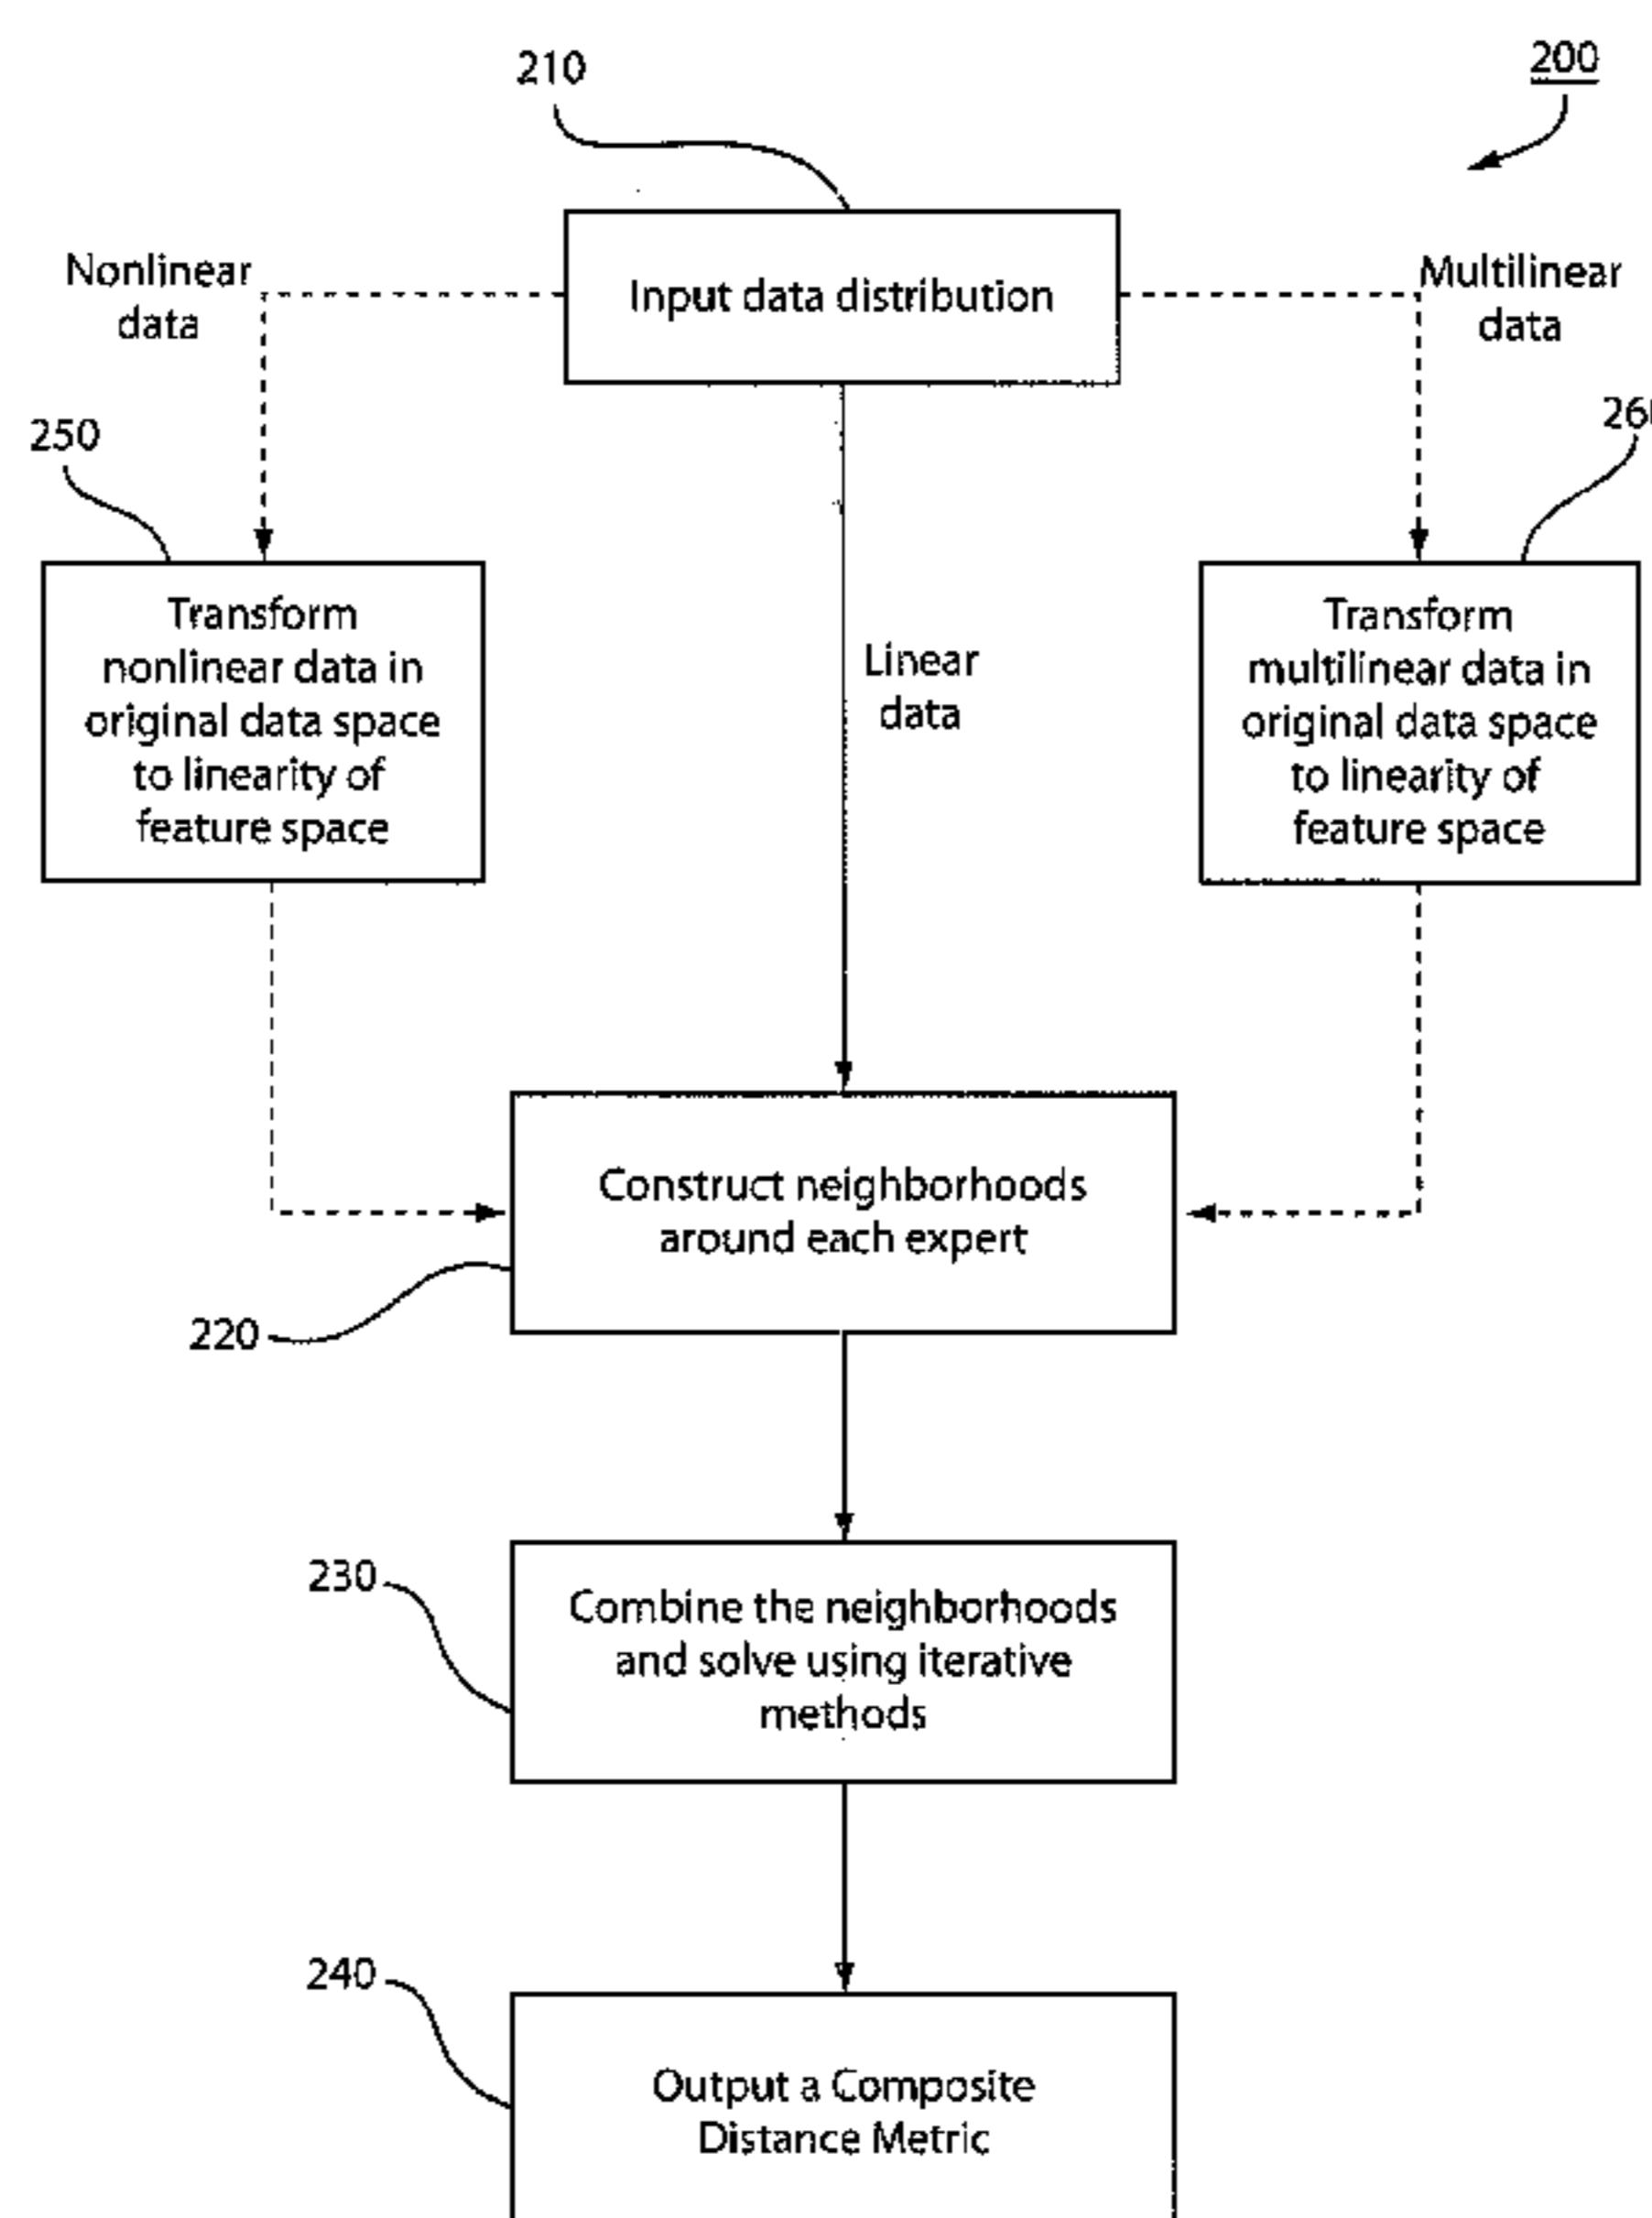 210
200
Nonlinear
data
Input data distribution
Multilinear
data
250
Transform
nonlinear data in
original data space
to linearity of
feature space
Linear
data
Transform
multilinear data in
original data space
to linearity of
feature space
Construct neighborhoods
around each expert
220
230
Combine the neighborhoods
and solve using iterative
methods
240
Output a Composite
Distance Metric